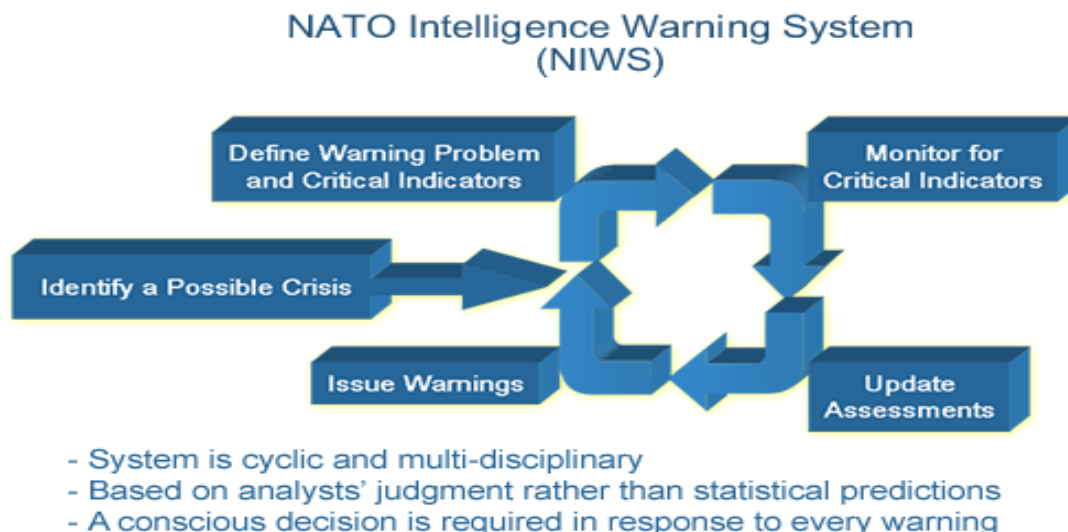 NATO Intelligence Warning System
(NIWS)
Define Warning Problem
and Critical Indicators
Monitor for
Critical Indicators
Identify a Possible Crisis
Issue Warnings
Update
Assessments
- System is cyclic and multi-disciplinary
- Based on analysts' judgment rather than statistical predictions
- A conscious decision is required in response to every warning